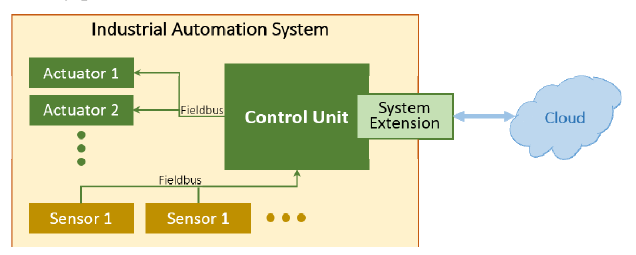 Industrial Automation System
Actuator 1
Actuator 2
Fieldbus
Control Unit
System
Extension
Cloud
Fieldbus
Sensor 1
Sensor 1